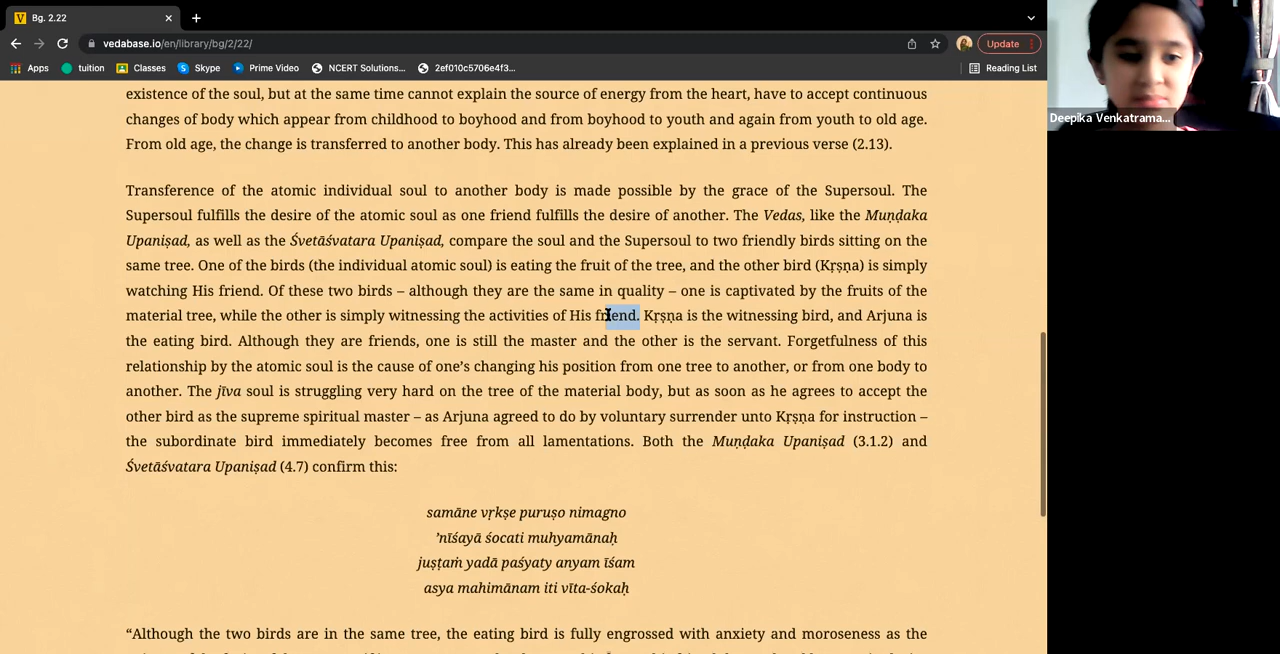 Bg. 2.22
vedabase.io/en/library/bg/2/22/
Update
Apps
tuition
Classes
Skype
Prime Video
NCERT Solutions...
2ef010c5706e4f3...
Reading List
Deepika Venkatrama...
existence of the soul, but at the same time cannot explain the source of energy from the heart, have to accept continuous
changes of body which appear from childhood to boyhood and from boyhood to youth and again from youth to old age.
From old age, the change is transferred to another body. This has already been explained in a previous verse (2.13).
Transference of the atomic individual soul to another body is made possible by the grace of the Supersoul. The
Supersoul fulfills the desire of the atomic soul as one friend fulfills the desire of another. The Vedas, like the Muṇḍaka
Upaniṣad, as well as the Śvetāśvatara Upaniṣad, compare the soul and the Supersoul to two friendly birds sitting on the
same tree. One of the birds (the individual atomic soul) is eating the fruit of the tree, and the other bird (Kṛṣṇa) is simply
watching His friend. Of these two birds – although they are the same in quality – one is captivated by the fruits of the
material tree, while the other is simply witnessing the activities of His friend. Kṛṣṇa is the witnessing bird, and Arjuna is
the eating bird. Although they are friends, one is still the master and the other is the servant. Forgetfulness of this
relationship by the atomic soul is the cause of one’s changing his position from one tree to another, or from one body to
another. The jīva soul is struggling very hard on the tree of the material body, but as soon as he agrees to accept the
other bird as the supreme spiritual master – as Arjuna agreed to do by voluntary surrender unto Kṛṣṇa for instruction –
the subordinate bird immediately becomes free from all lamentations. Both the Muṇḍaka Upaniṣad (3.1.2) and
Śvetāśvatara Upaniṣad (4.7) confirm this:
samāne vṛkṣe puruṣo nimagno
’nīśayā śocati muhyamānaḥ
juṣṭaṁ yadā paśyaty anyam īśam
asya mahimānam iti vīta-śokaḥ
“Although the two birds are in the same tree, the eating bird is fully engrossed with anxiety and moroseness as the